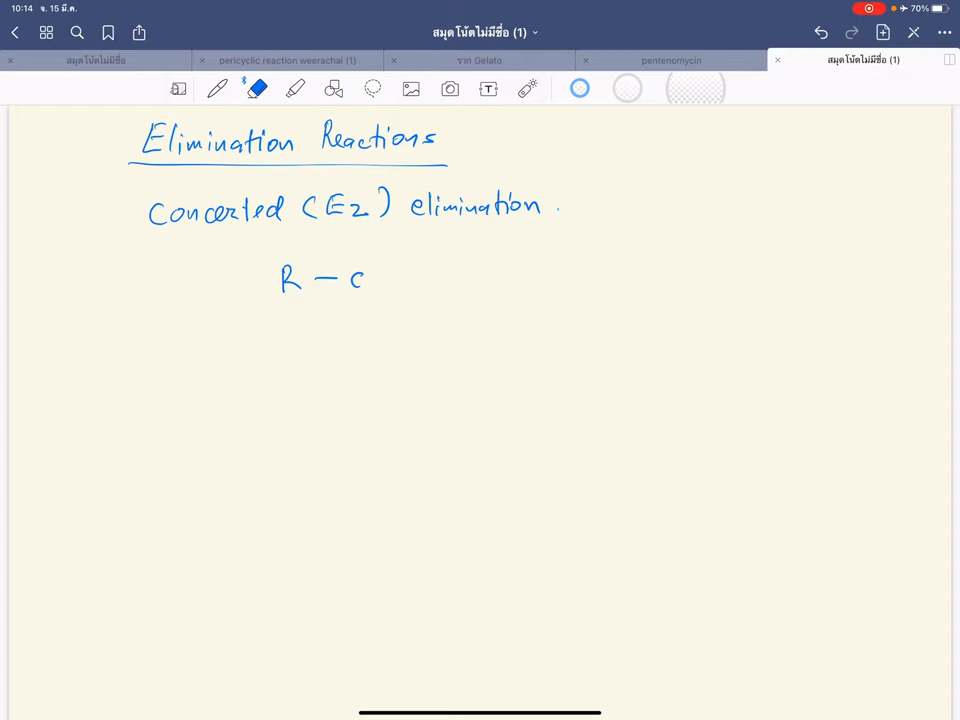 10:14 จ. 15 มี.ค.
70%
สมุดโน้ตไม่มีชื่อ (1)
สมุดโน้ตไม่มีชื่อ
pericyclic reaction weerachai (1)
ราก Gelato
pentenomycin
สมุดโน้ตไม่มีชื่อ (1)
Elimination Reactions
concerted (E2) elimination.
R — C